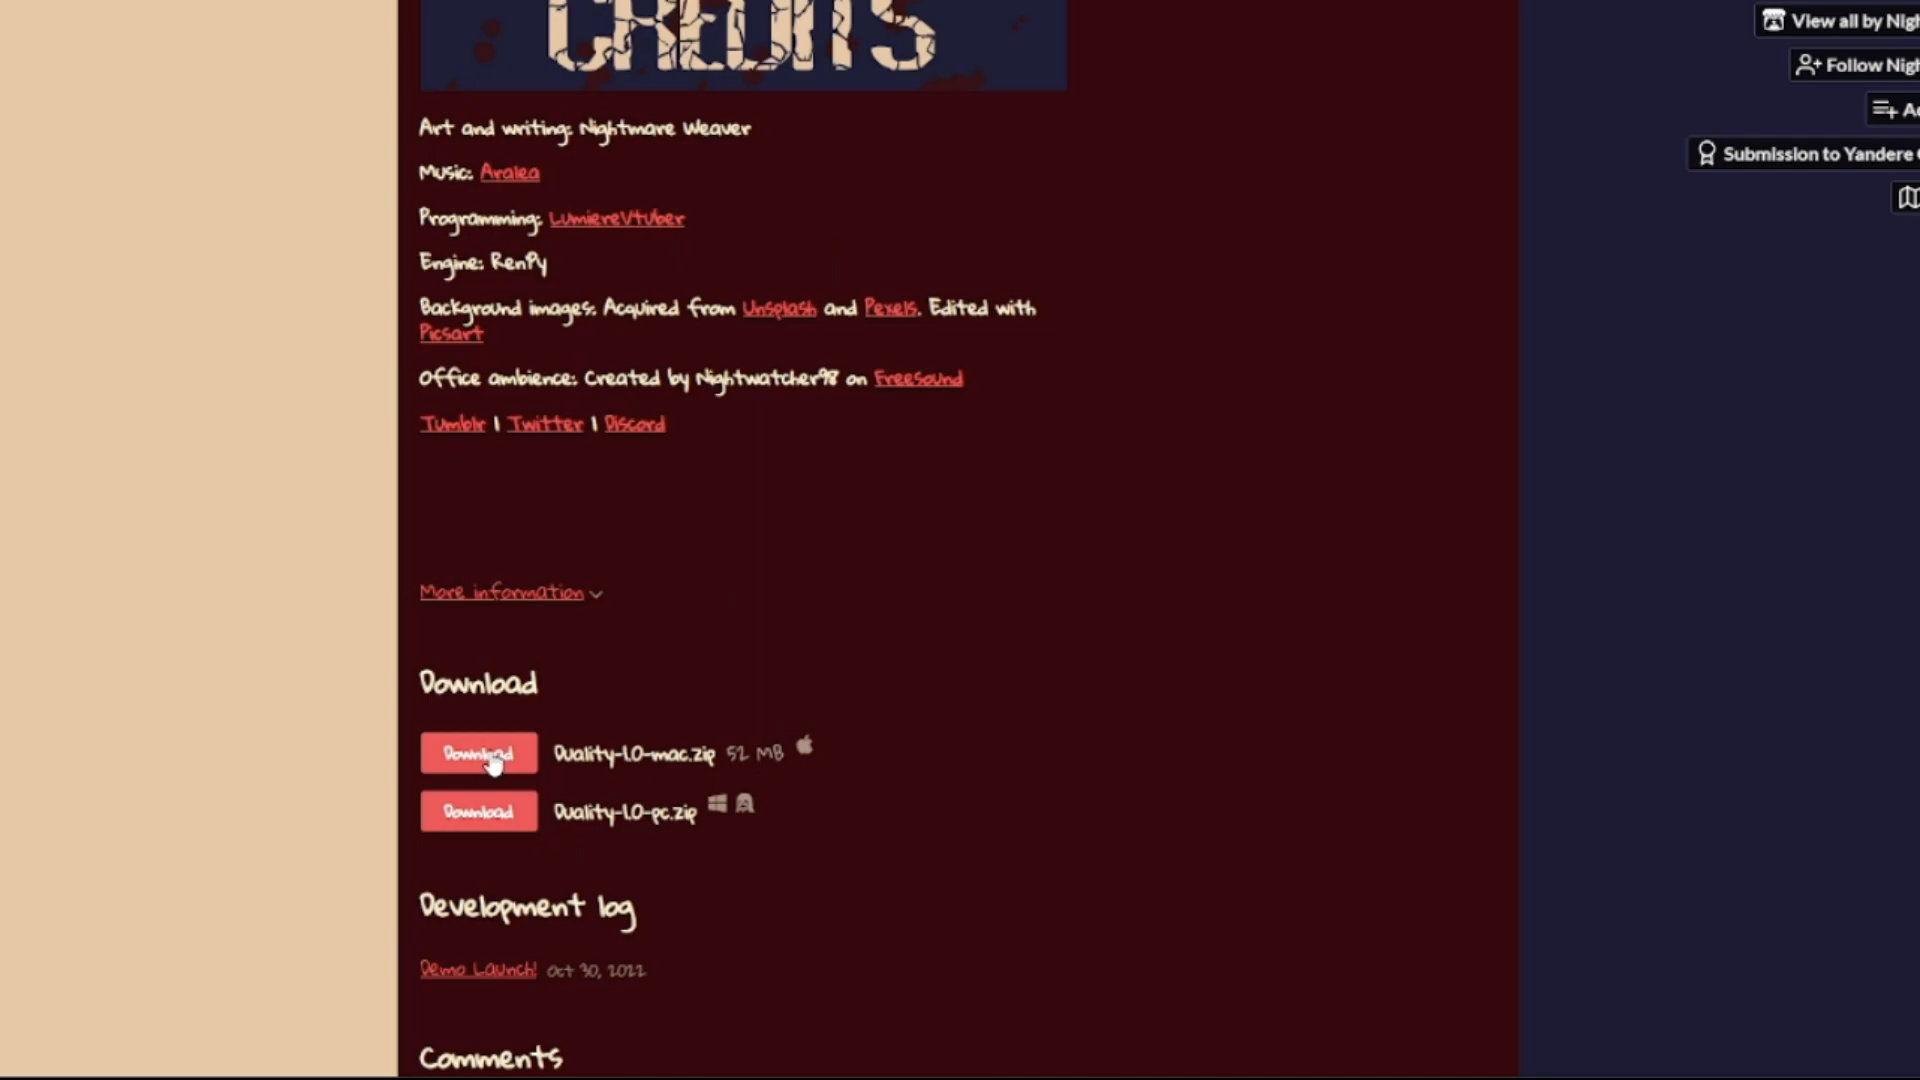 CREDITS
View all by Nigh
Follow Nigh
Submission to Yandere
Art and writing: Nightmare Weaver
Music: Aralea
Programming: LumiereVtuber
Engine: RenPy
Background images: Acquired from Unsplash and Pexels. Edited with
Picsart
Office ambience: Created by Nightwatcher98 on Freesound
Tumblr | Twitter | Discord
More information
Download
Download Duality-1.0-mac.zip 52 MB
Download Duality-1.0-pc.zip
Development log
Demo Launch! Oct 30, 2022
Comments